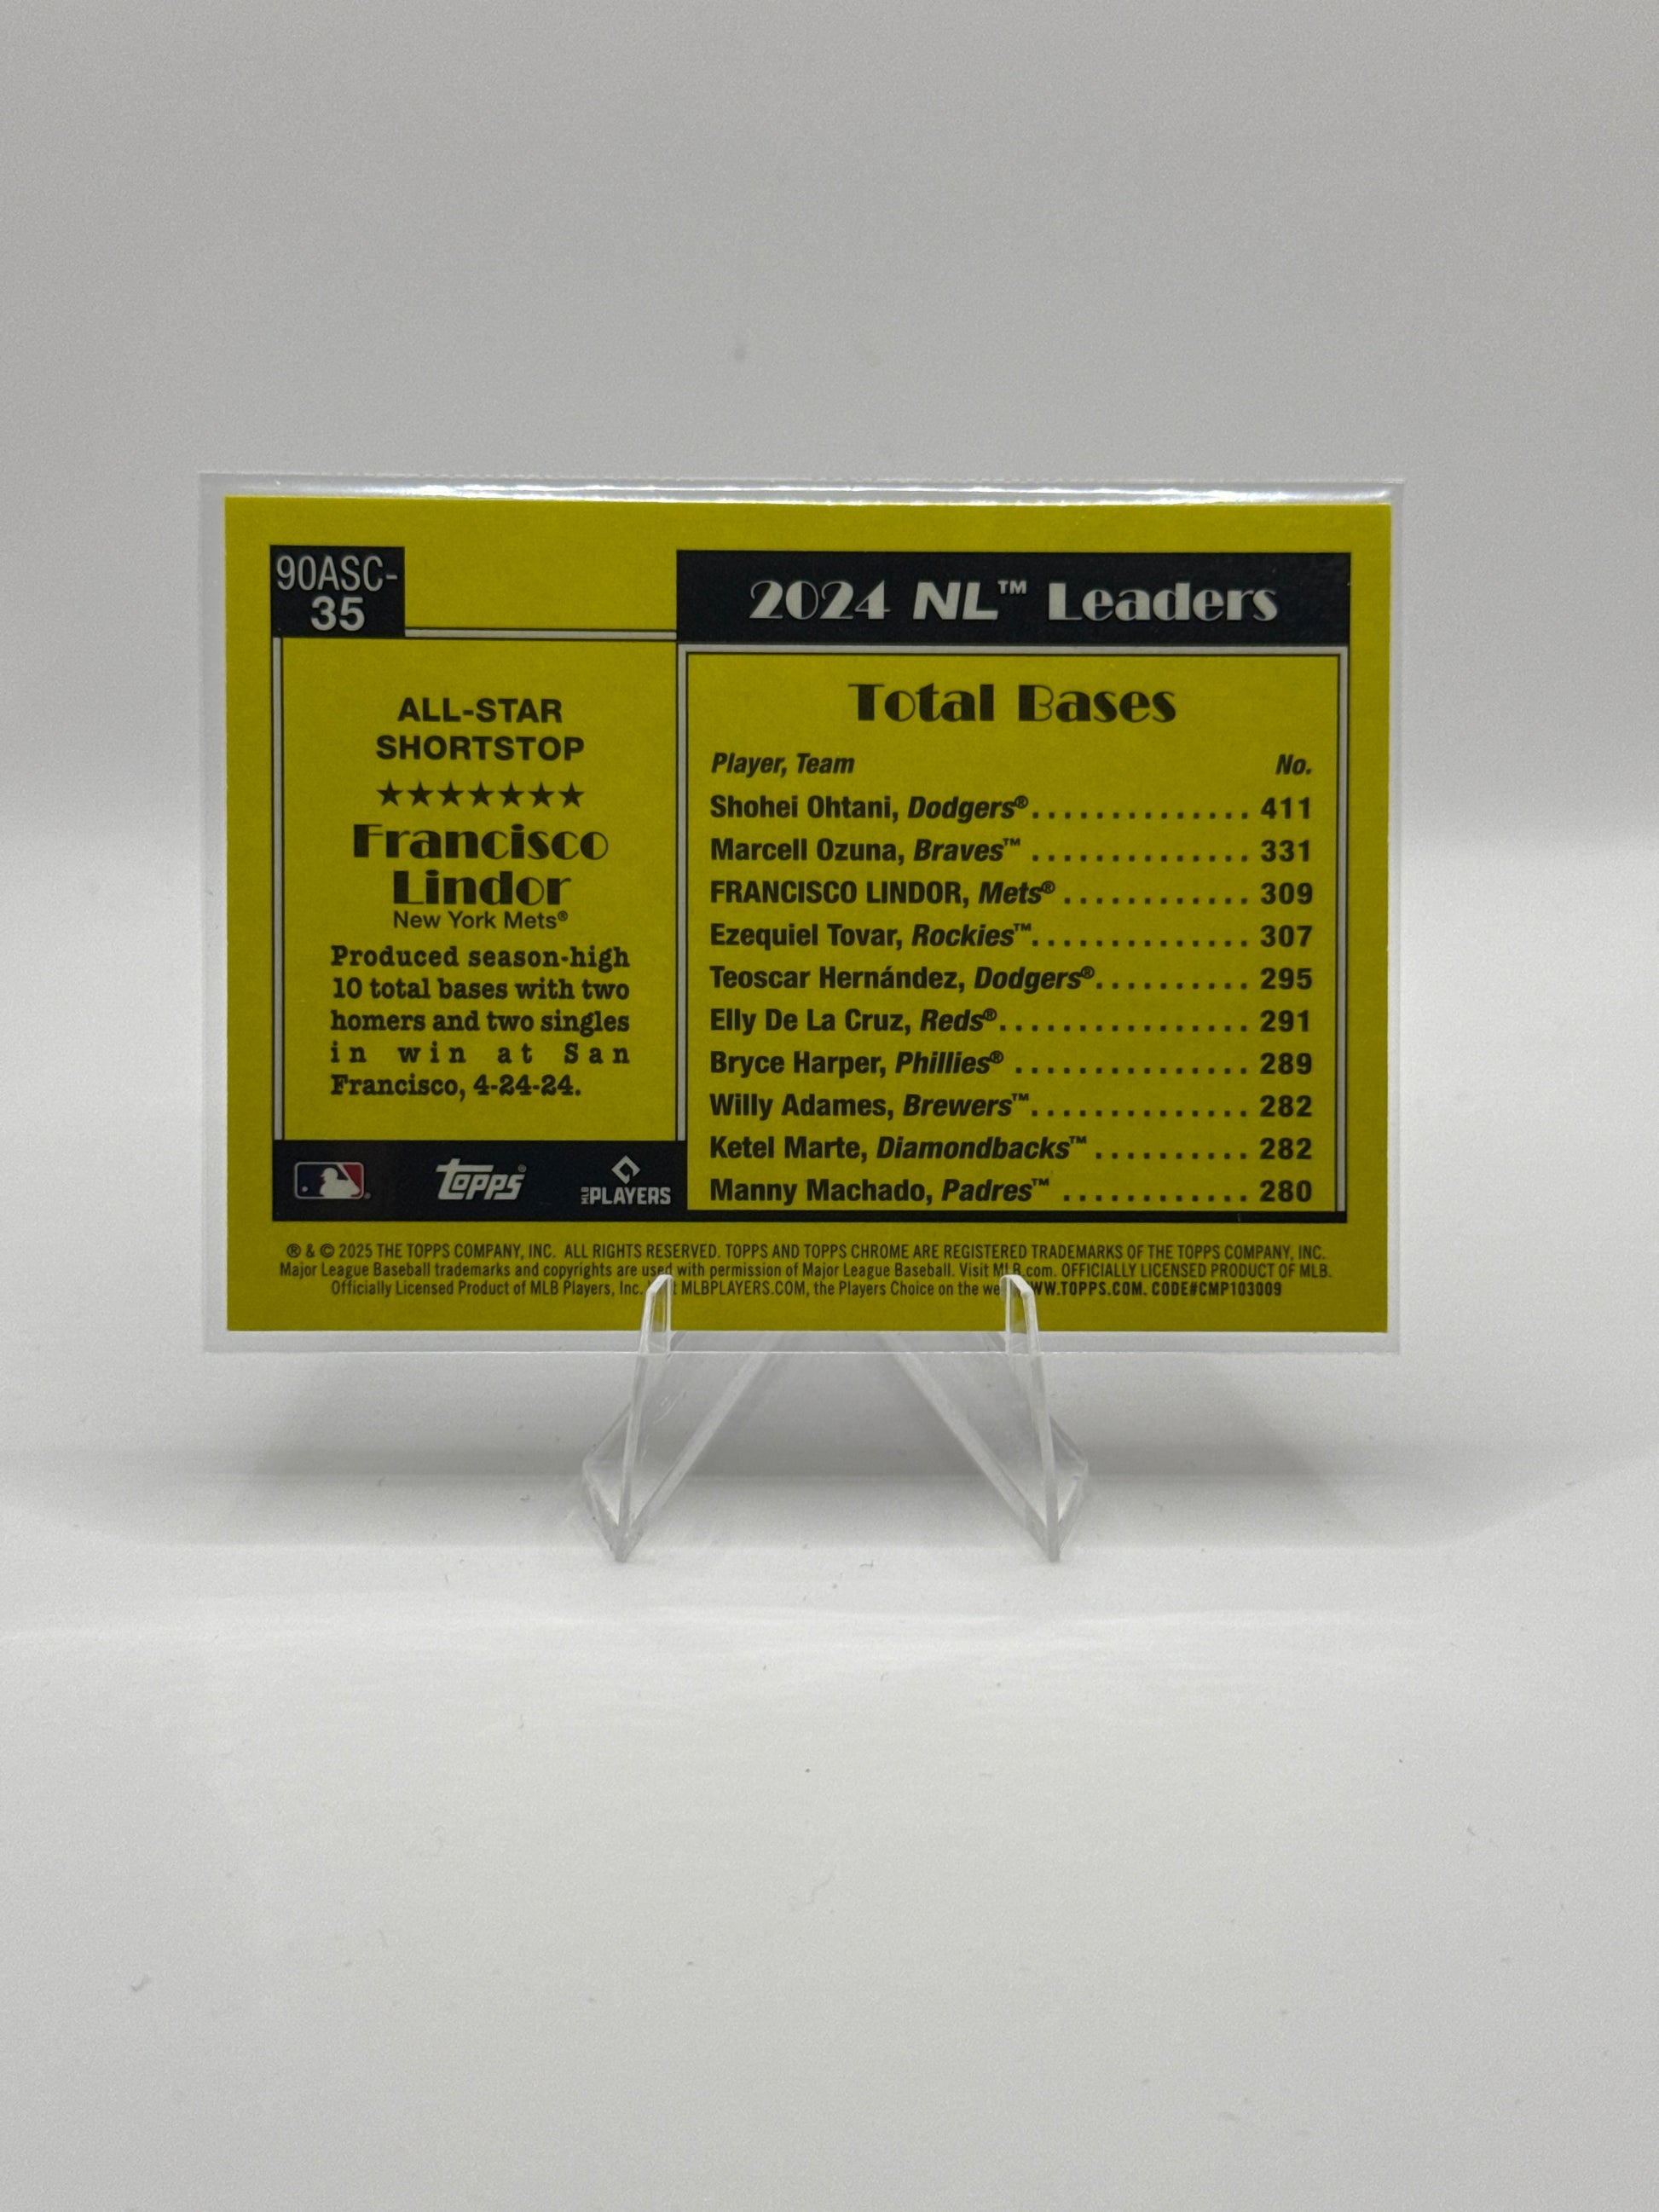 90ASC-
35
ALL-STAR
SHORTSTOP
★★★★★★★
Francisco
Lindor
New York Mets®
Produced season-high
10 total bases with two
homers and two singles
in win at San
Francisco, 4-24-24.
MLB PLAYERS
Topps®
2024 NL™ Leaders
Total Bases
Player, Team No.
Shohei Ohtani, Dodgers®.............. 411
Marcell Ozuna, Braves™ .............. 331
FRANCISCO LINDOR, Mets® ............ 309
Ezequiel Tovar, Rockies™.............. 307
Teoscar Hernández, Dodgers®.......... 295
Elly De La Cruz, Reds®................ 291
Bryce Harper, Phillies® ............... 289
Willy Adames, Brewers™.............. 282
Ketel Marte, Diamondbacks™ .......... 282
Manny Machado, Padres™ ............ 280
® & © 2025 THE TOPPS COMPANY, INC. ALL RIGHTS RESERVED. TOPPS AND TOPPS CHROME ARE REGISTERED TRADEMARKS OF THE TOPPS COMPANY, INC.
Major League Baseball trademarks and copyrights are used with permission of Major League Baseball. Visit MLB.com. OFFICIALLY LICENSED PRODUCT OF MLB.
Officially Licensed Product of MLB Players, Inc. MLBPLAYERS.COM, the Players Choice on the WWW.TOPPS.COM. CODE#CMP103009